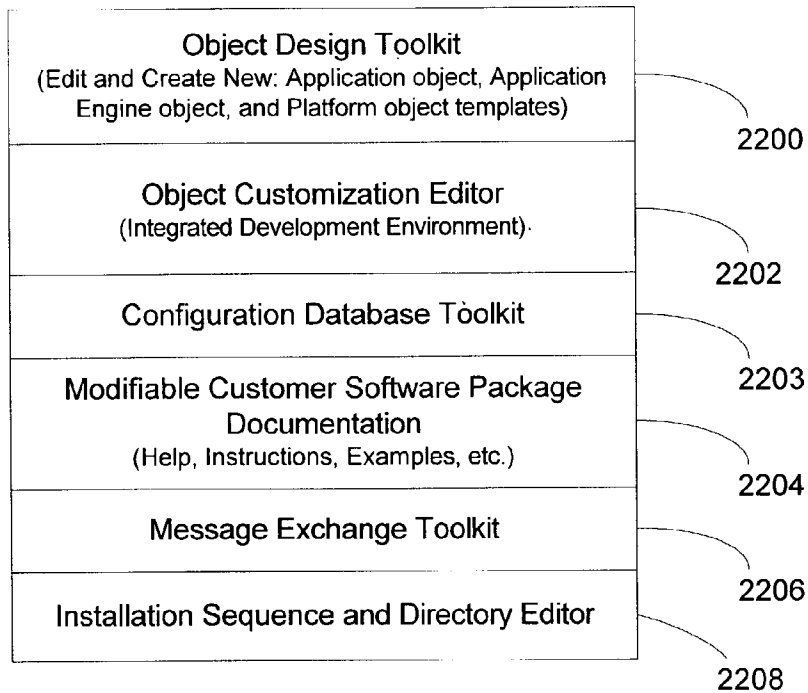 Object Design Toolkit
(Edit and Create New: Application object, Application
Engine object, and Platform object templates)
2200
Object Customization Editor
(Integrated Development Environment)
2202
Configuration Database Toolkit
2203
Modifiable Customer Software Package
Documentation
(Help, Instructions, Examples, etc.)
2204
Message Exchange Toolkit
2206
Installation Sequence and Directory Editor
2208